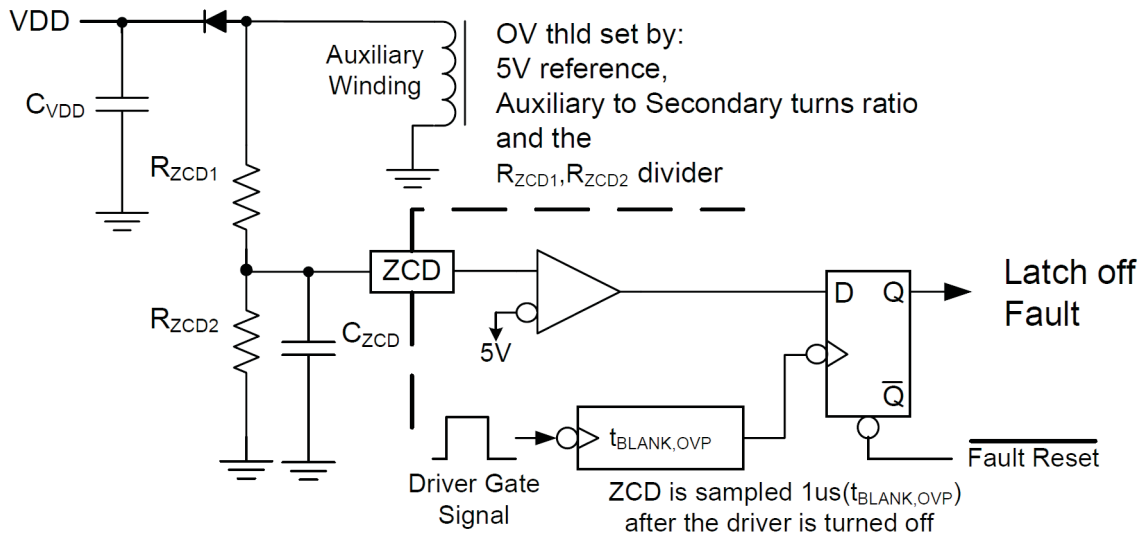 VDD
Auxiliary
Winding
OV thld set by:
5V reference,
Auxiliary to Secondary turns ratio
and the
RZCD1,RZCD2 divider
CVDD
RZCD1
ZCD
RZCD2
CZCD
5V
D Q
Q̅
Latch off
Fault
tBLANK,OVP
Fault Reset
Driver Gate
Signal
ZCD is sampled 1us(tBLANK,OVP)
after the driver is turned off